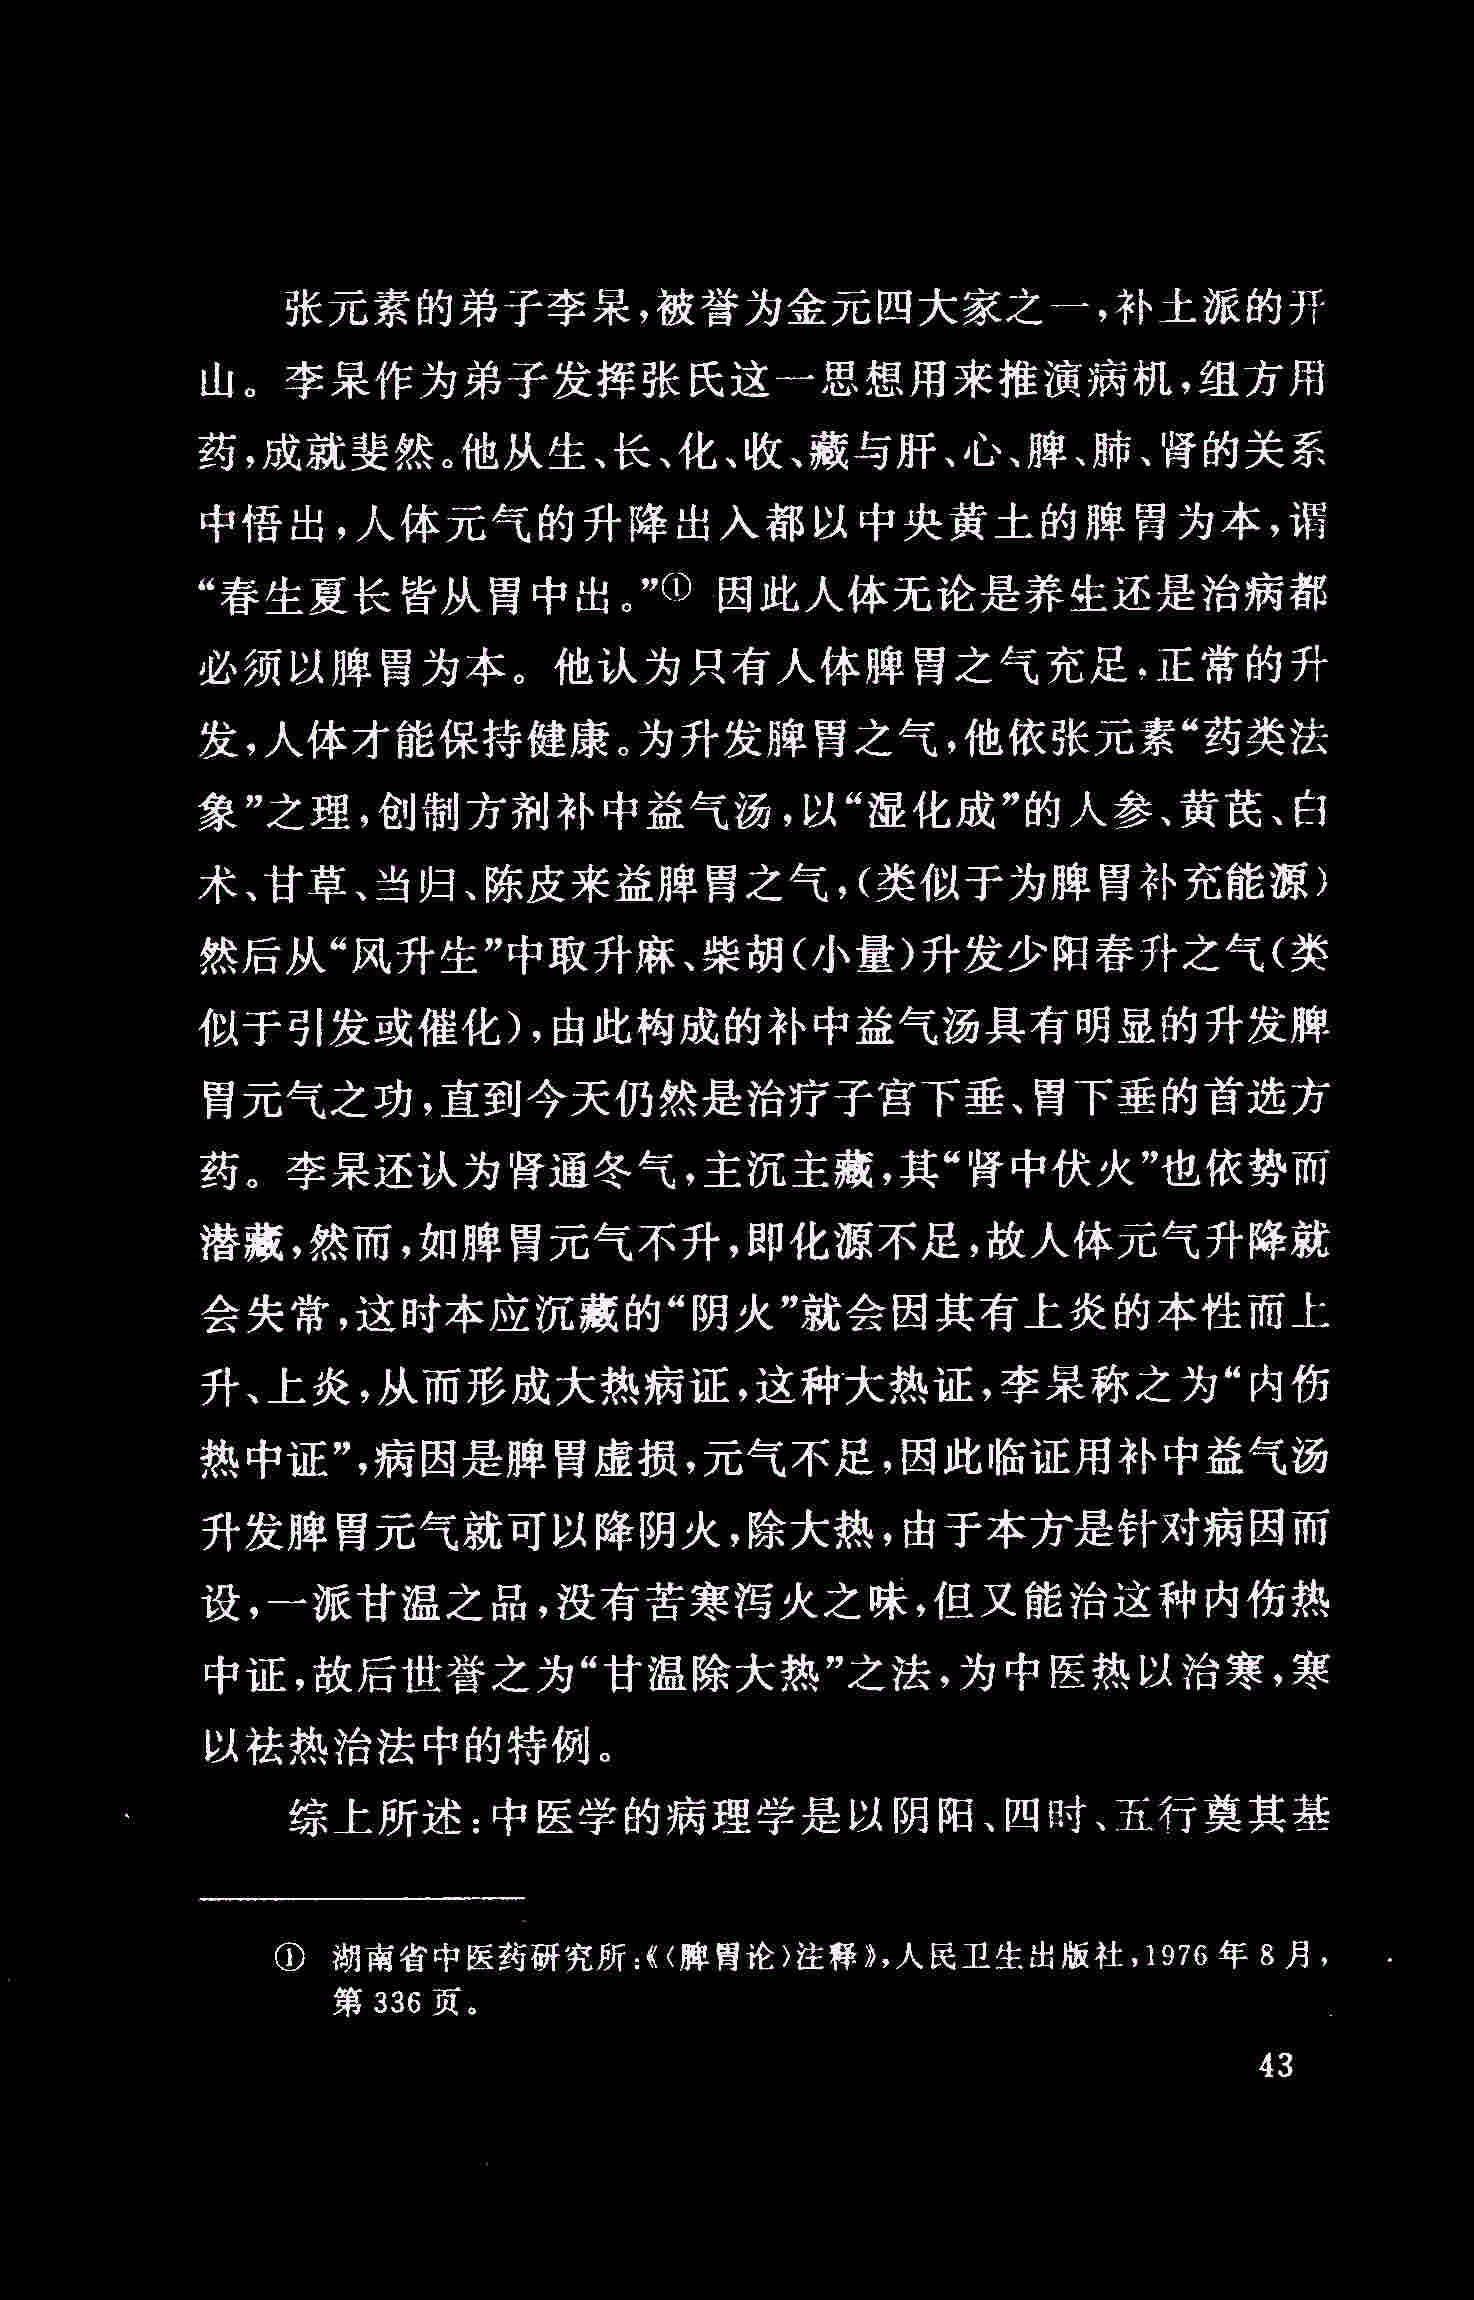 张元素的弟子李杲,被誉为金元四大家之一,补土派的开
山。李杲作为弟子发挥张氏这一思想用来推演病机,组方用
药,成就斐然。他从生、长、化、收、藏与肝、心、脾、肺、肾的关系
中悟出,人体元气的升降出入都以中央黄土的脾胃为本,谓
“春生夏长皆从胃中出。”① 因此人体无论是养生还是治病都
必须以脾胃为本。他认为只有人体脾胃之气充足,正常的升
发,人体才能保持健康。为升发脾胃之气,他依张元素“药类法
象”之理,创制方剂补中益气汤,以“湿化成”的人参、黄芪、白
术、甘草、当归、陈皮来益脾胃之气,(类似于为脾胃补充能源)
然后从“风升生”中取升麻、柴胡(小量)升发少阳春升之气(类
似于引发或催化),由此构成的补中益气汤具有明显的升发脾
胃元气之功,直到今天仍然是治疗子宫下垂、胃下垂的首选方
药。李杲还认为肾通冬气,主沉主藏,其“肾中伏火”也依势而
潜藏,然而,如脾胃元气不升,即化源不足,故人体元气升降就
会失常,这时本应沉藏的“阴火”就会因其有上炎的本性而上
升、上炎,从而形成大热病证,这种大热证,李杲称之为“内伤
热中证”,病因是脾胃虚损,元气不足,因此临证用补中益气汤
升发脾胃元气就可以降阴火,除大热,由于本方是针对病因而
设,一派甘温之品,没有苦寒泻火之味,但又能治这种内伤热
中证,故后世誉之为“甘温除大热”之法,为中医热以治寒,寒
以祛热治法中的特例。
综上所述:中医学的病理学是以阴阳、四时、五行奠其基
① 湖南省中医药研究所:《〈脾胃论〉注释》,人民卫生出版社,1976年8月,
第336页。
43